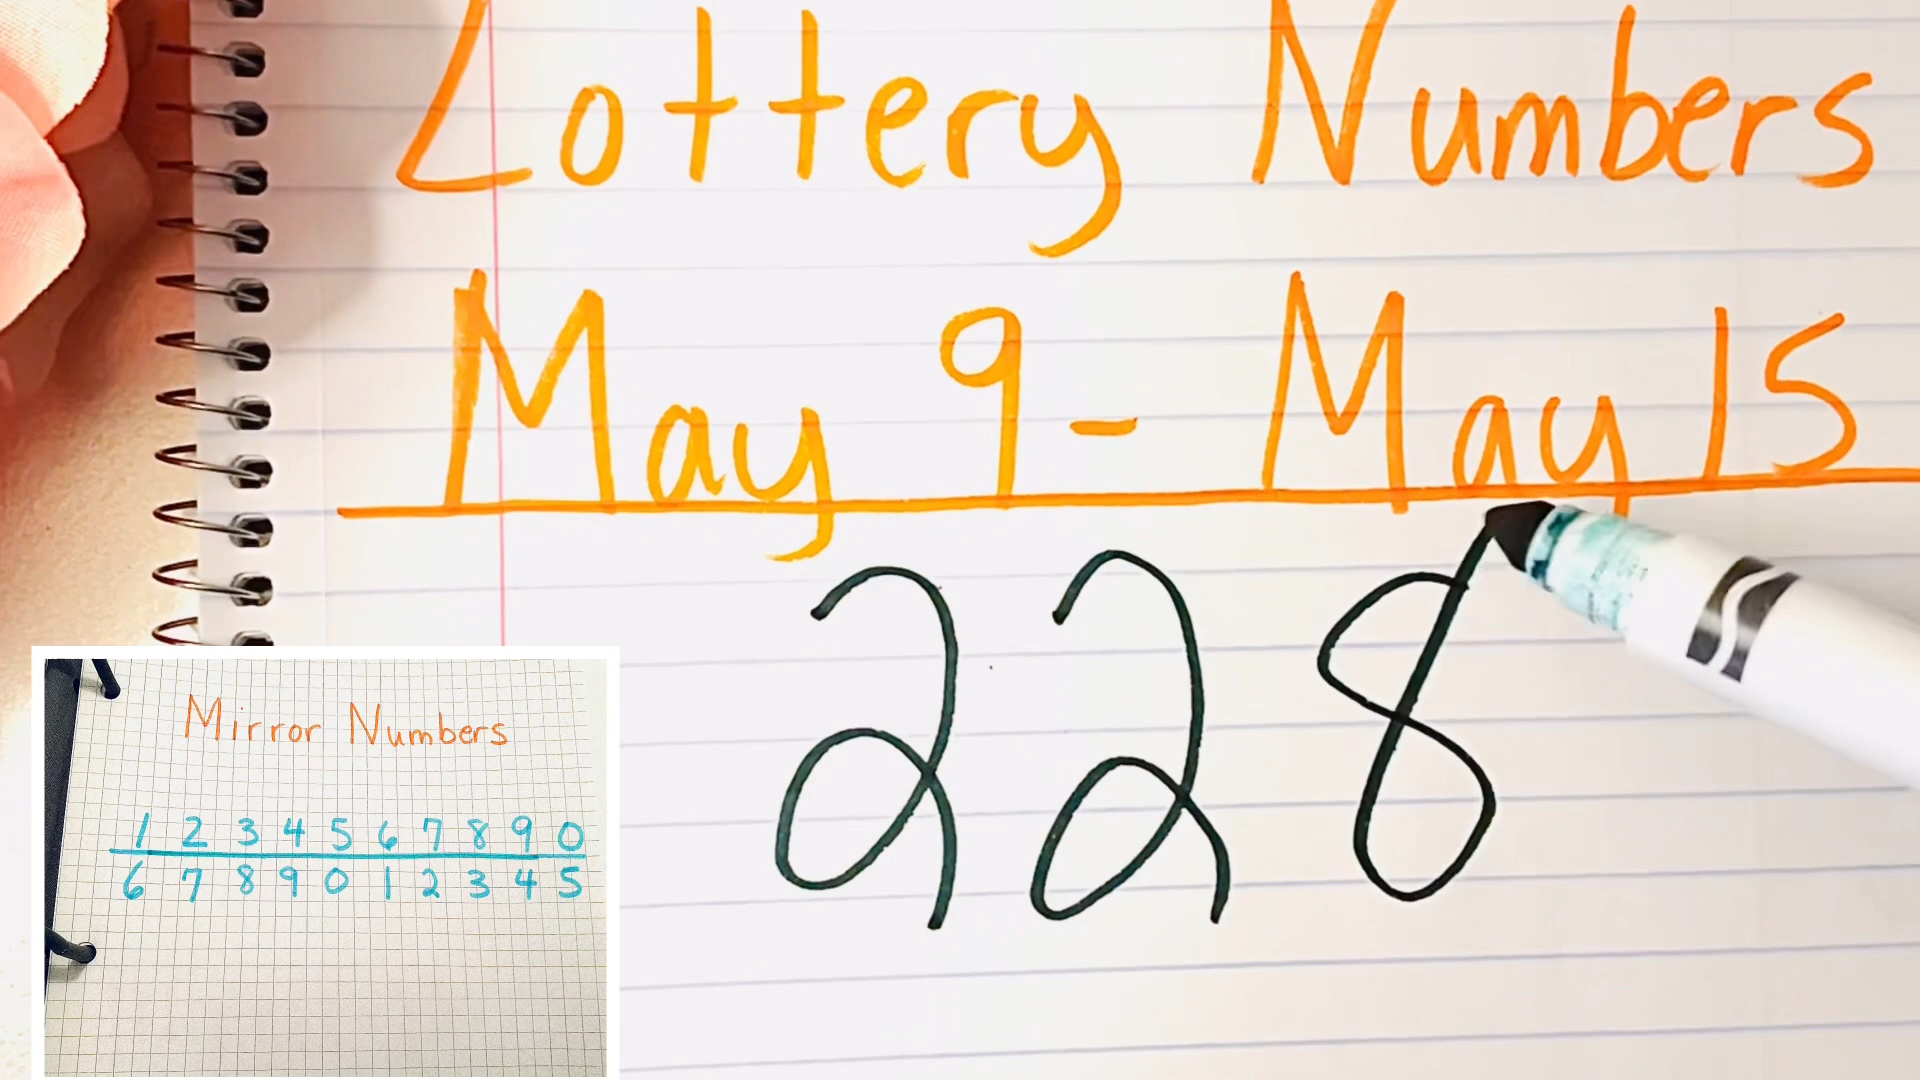 Lottery Numbers
May 9 - May 15
228
Mirror Numbers
1 2 3 4 5 6 7 8 9 0
6 7 8 9 0 1 2 3 4 5